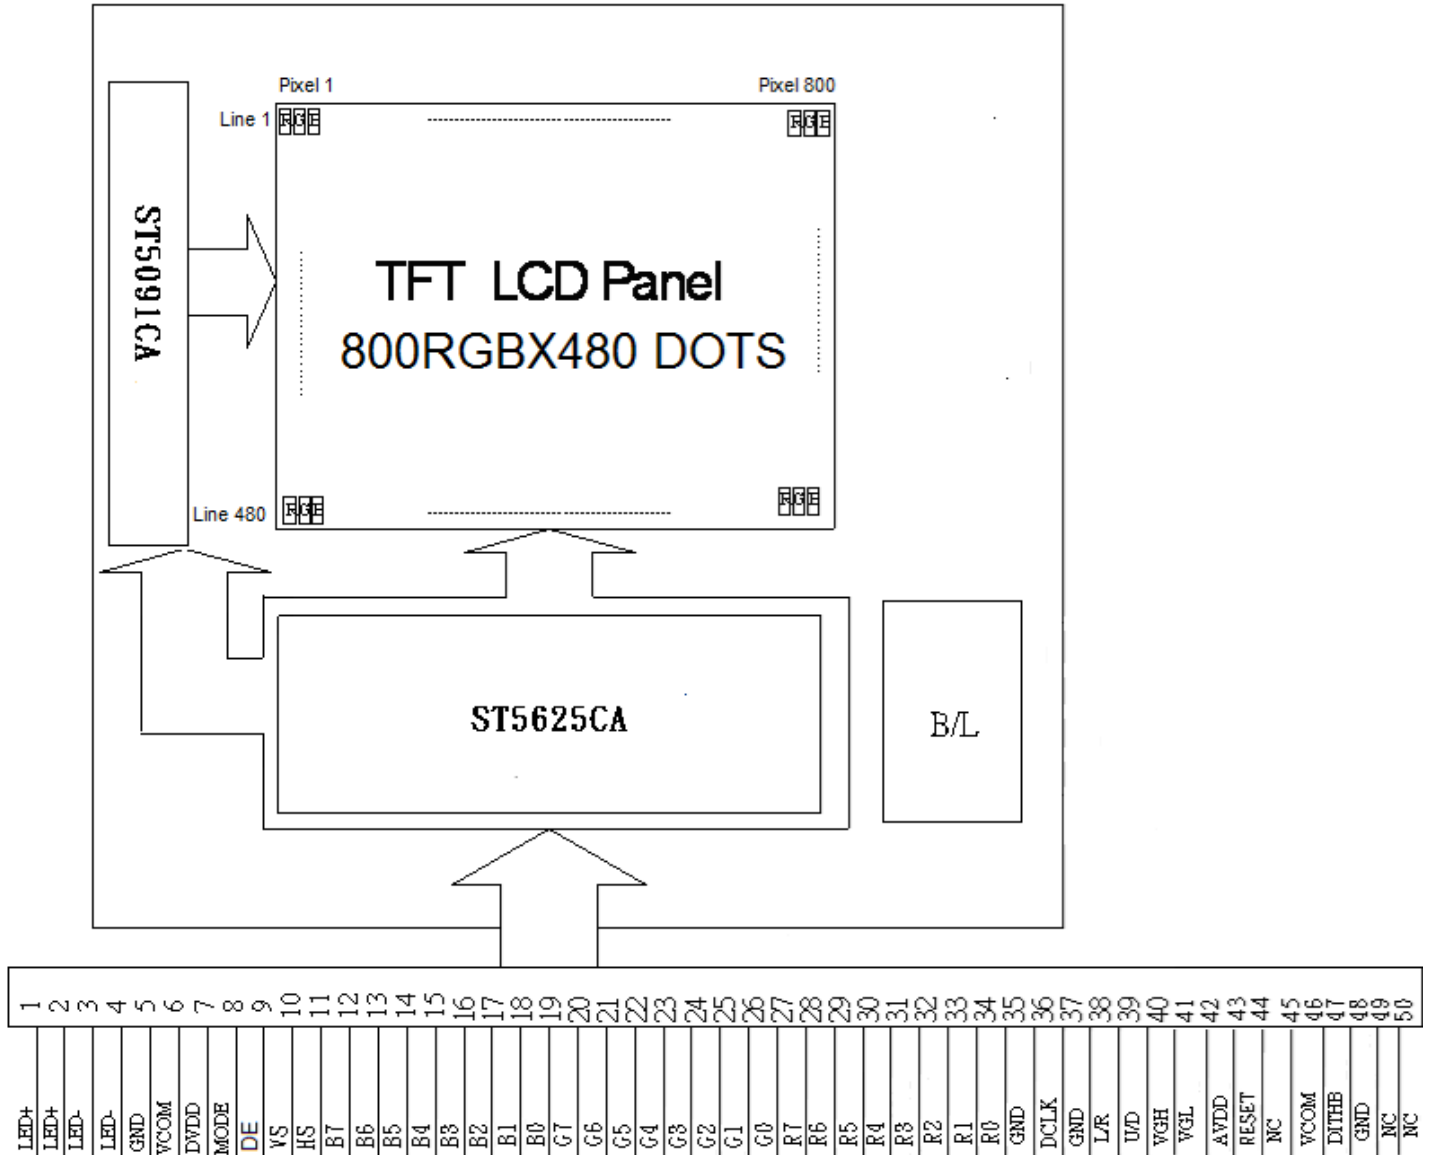 Pixel 1
Pixel 800
Line 1
RGB
RGB
ST5091CA
TFT LCD Panel
800RGBX480 DOTS
Line 480
RGB
RGB
ST5625CA
B/L
1 2 3 4 5 6 7 8 9 10 11 12 13 14 15 16 17 18 19 20 21 22 23 24 25 26 27 28 29 30 31 32 33 34 35 36 37 38 39 40 41 42 43 44 45 46 47 48 49 50
LED+ LED+ LED- LED- GND VCOM DVDD MODE DE VS HS B7 B6 B5 B4 B3 B2 B1 B0 G7 G6 G5 G4 G3 G2 G1 G0 R7 R6 R5 R4 R3 R2 R1 R0 GND DCLK GND L/R U/D VGH VGL AVDD RESET NC VCOM DITHB GND NC NC